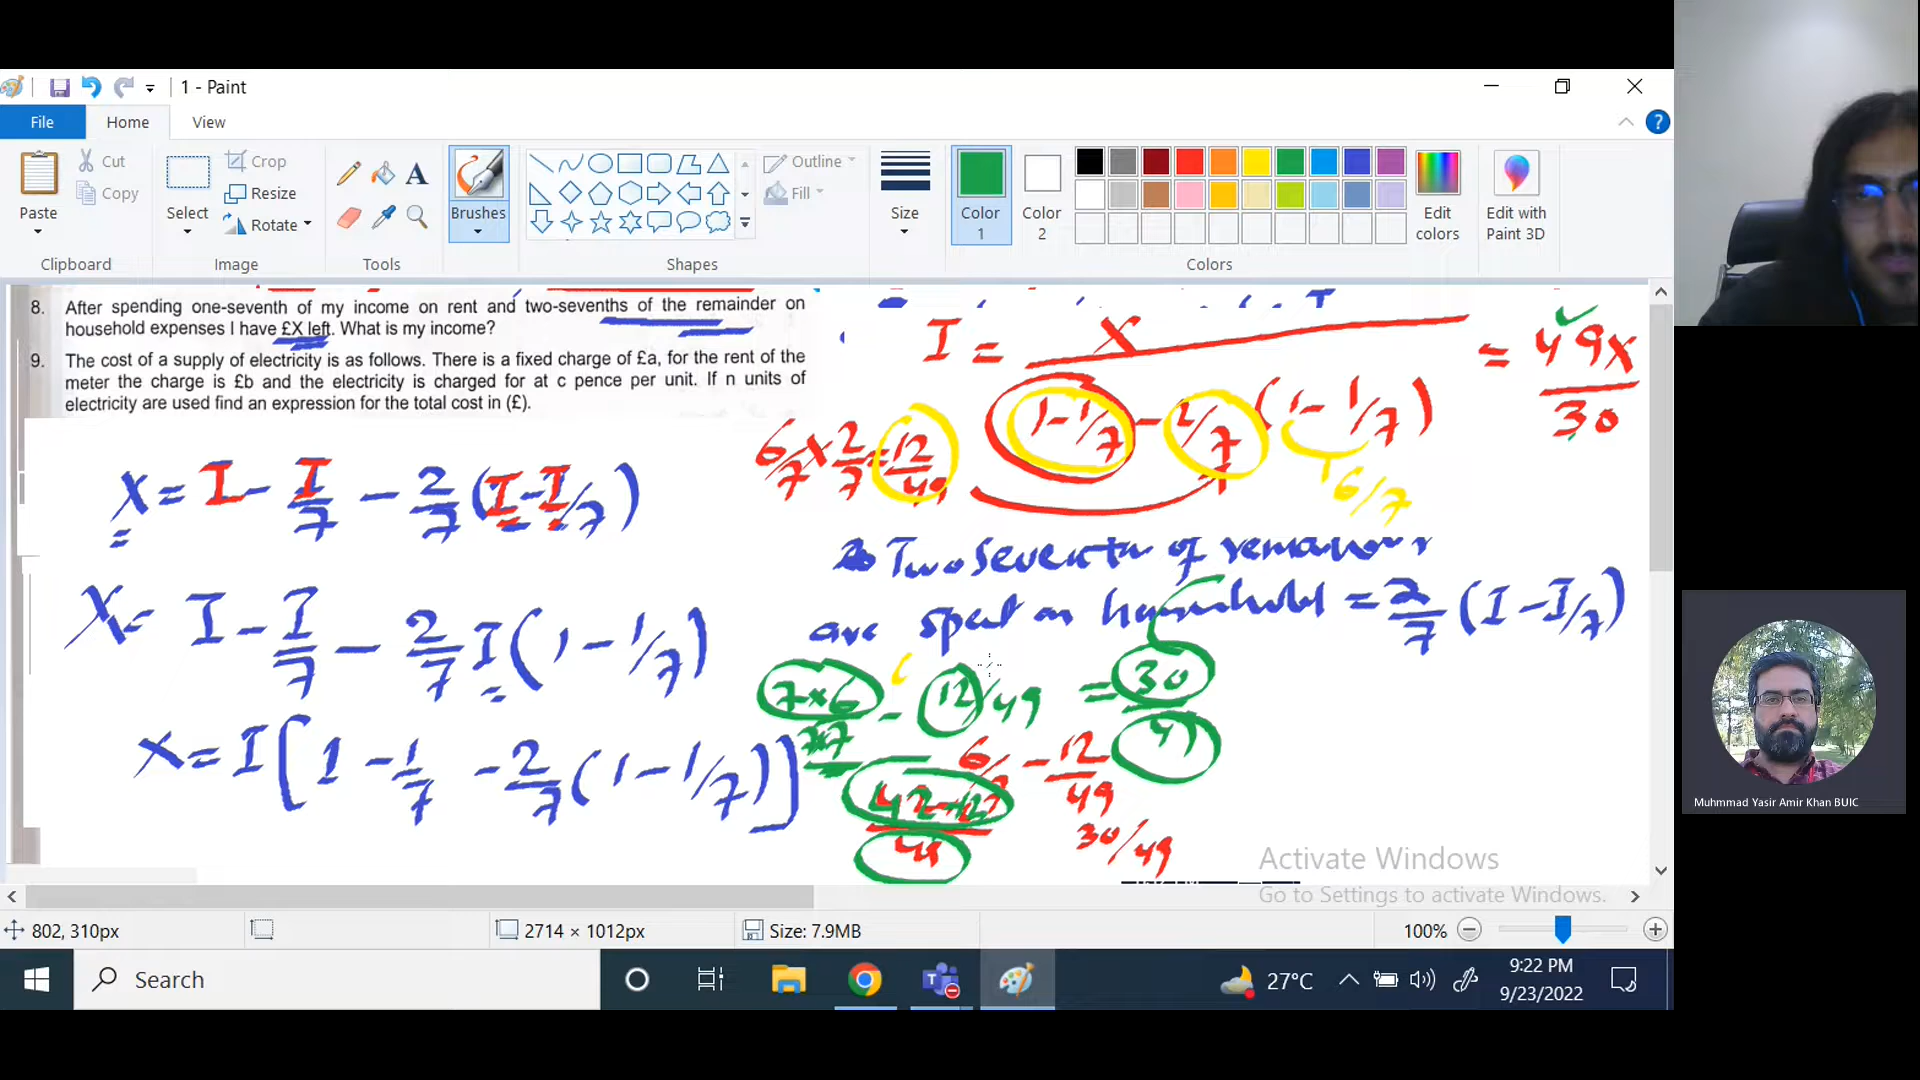 1 - Paint
File Home View
Paste Cut Copy Select Crop Resize Rotate Brushes Outline Fill Size Color 1 Color 2 Edit colors Edit with Paint 3D
Clipboard Image Tools Shapes Colors
8. After spending one-seventh of my income on rent and two-sevenths of the remainder on
household expenses I have £X left. What is my income?
9. The cost of a supply of electricity is as follows. There is a fixed charge of £a, for the rent of the
meter the charge is £b and the electricity is charged for at c pence per unit. If n units of
electricity are used find an expression for the total cost in (£).
X = I - I/7 - 2/7 (I - I/7)
X = I - I/7 - 2/7 I (1 - 1/7)
X = I [1 - 1/7 - 2/7 (1 - 1/7)]
I = X / 1 - 1/7 - 2/7 (1 - 1/7) = 49X/30
6/7 x 2/7 = 12/49
6/7
Two Seventh of remainour
are spent on household = 2/7 (I - I/7)
7x6 - 12/49 = 30
6/7 - 12/49
42-12
49
30/49
Activate Windows
Go to Settings to activate Windows.
802, 310px 2714 × 1012px Size: 7.9MB 100%
Search 27°C 9:22 PM
9/23/2022
Muhmmad Yasir Amir Khan BUIC